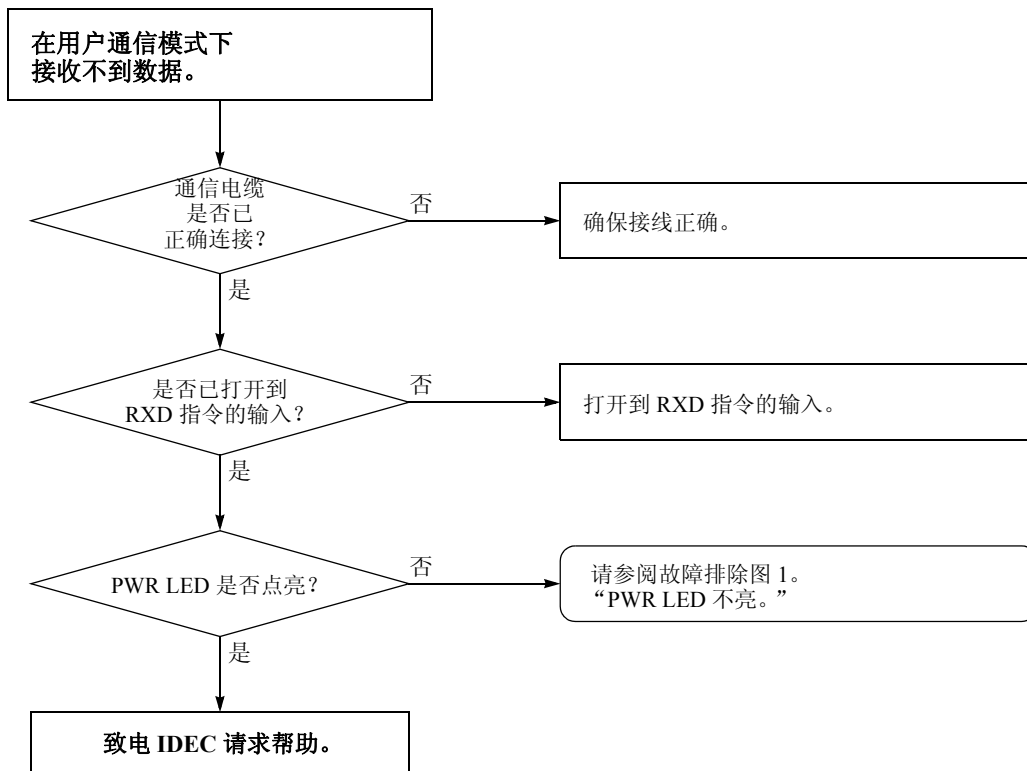 在用户通信模式下
接收不到数据。
通信电缆
是否已
正确连接？
否
确保接线正确。
是
是否已打开到
RXD 指令的输入？
否
打开到 RXD 指令的输入。
是
PWR LED 是否点亮？
否
请参阅故障排除图 1。
“PWR LED 不亮。”
是
致电 IDEC 请求帮助。